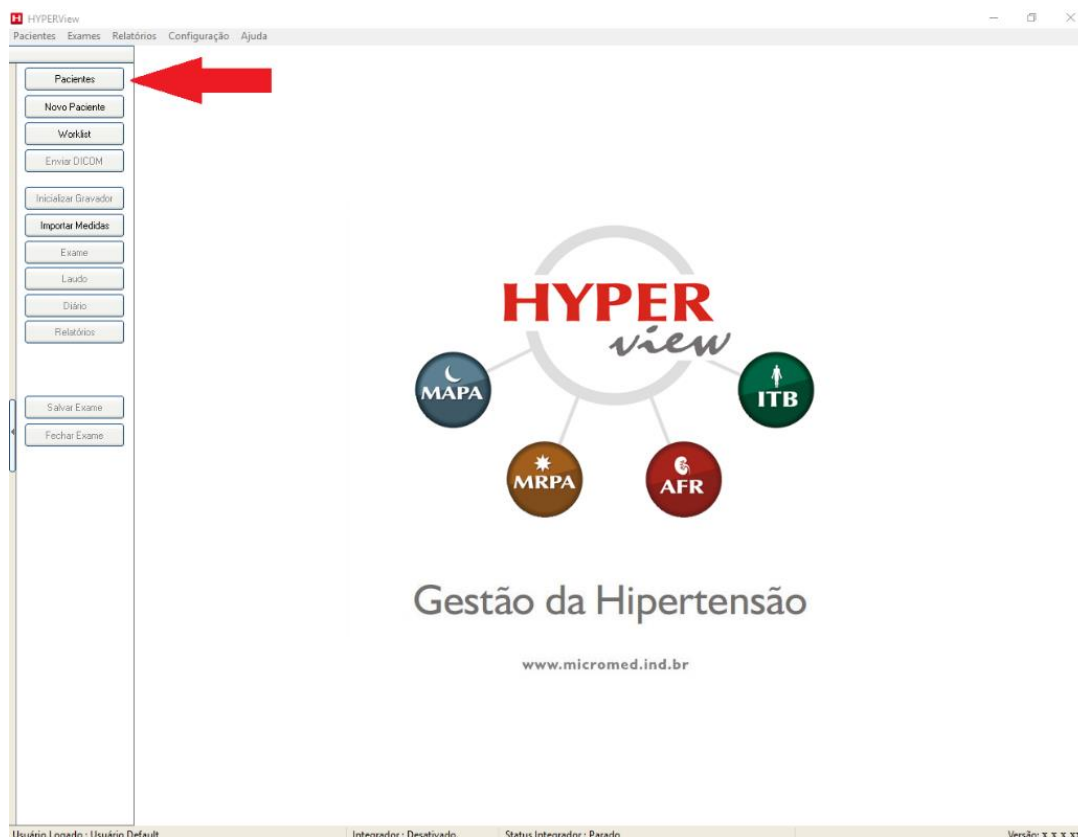 H HYPERView
Pacientes Exames Relatórios Configuração Ajuda
Pacientes
Novo Paciente
Worklist
Enviar DICOM
Inicializar Gravador
Importar Medidas
Exame
Laudo
Diário
Relatórios
Salvar Exame
Fechar Exame
HYPER
view
MAPA
ITB
MRPA
AFR
Gestão da Hipertensão
www.micromed.ind.br
Usuário Logado : Usuário Default Integrador : Desativado Status Integrador : Parado Versão: